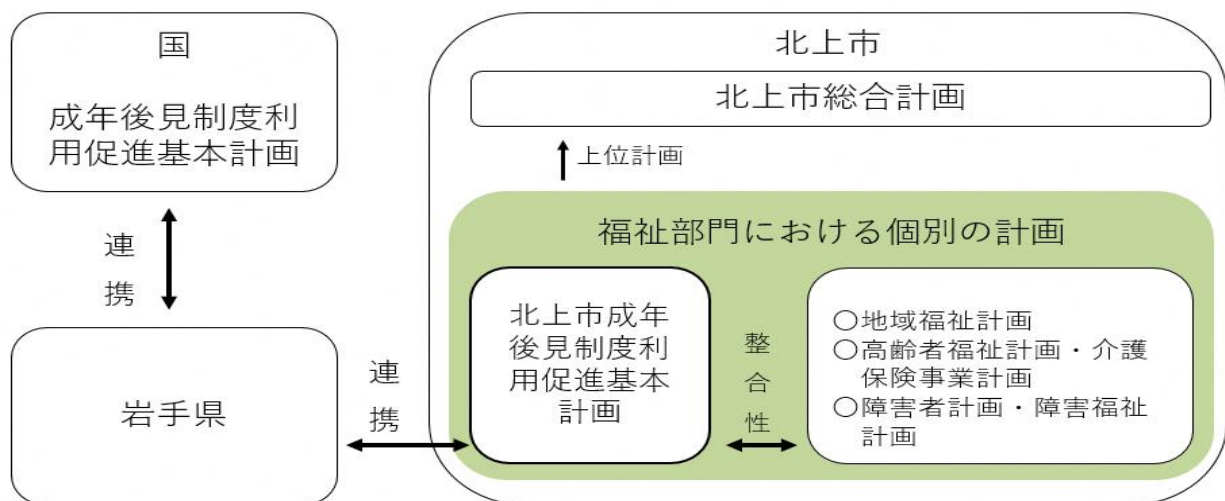 国
成年後見制度利
用促進基本計画
連
携
岩手県
連
携
北上市
北上市総合計画
上位計画
福祉部門における個別の計画
北上市成年
後見制度利
用促進基本
計画
整
合
性
○地域福祉計画
○高齢者福祉計画・介護
保険事業計画
○障害者計画・障害福祉
計画